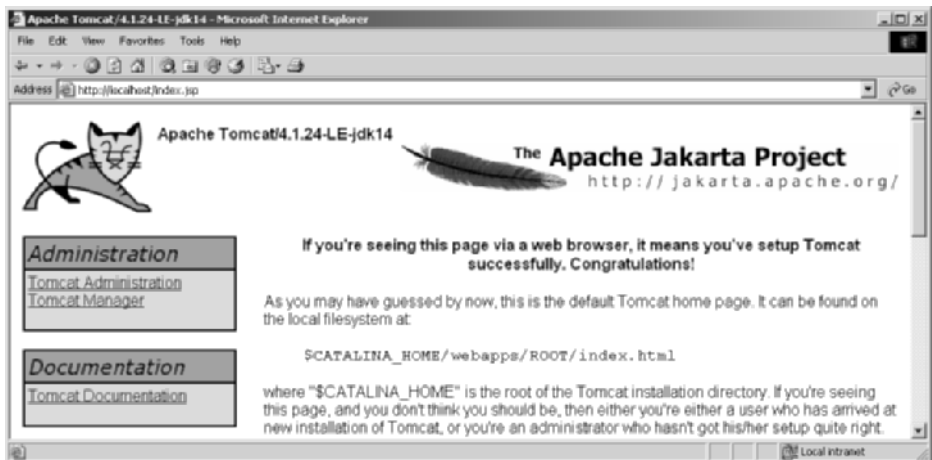 Apache Tomcat/4.1.24-LE-jdk14 - Microsoft Internet Explorer
File Edit View Favorites Tools Help
Address http://localhost/index.jsp Go
Apache Tomcat/4.1.24-LE-jdk14
The Apache Jakarta Project
http://jakarta.apache.org/
Administration
Tomcat Administration
Tomcat Manager
Documentation
Tomcat Documentation
If you're seeing this page via a web browser, it means you've setup Tomcat
successfully. Congratulations!
As you may have guessed by now, this is the default Tomcat home page. It can be found on
the local filesystem at:
$CATALINA_HOME/webapps/ROOT/index.html
where "$CATALINA_HOME" is the root of the Tomcat installation directory. If you're seeing
this page, and you don't think you should be, then either you're either a user who has arrived at
new installation of Tomcat, or you're an administrator who hasn't got his/her setup quite right.
Local intranet